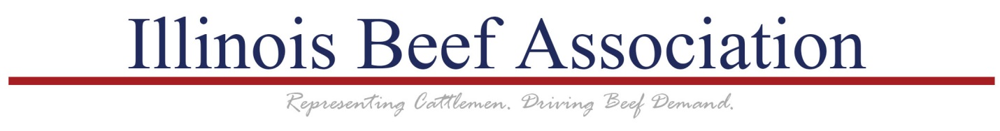 Illinois Beef Association
Representing Cattlemen. Driving Beef Demand.